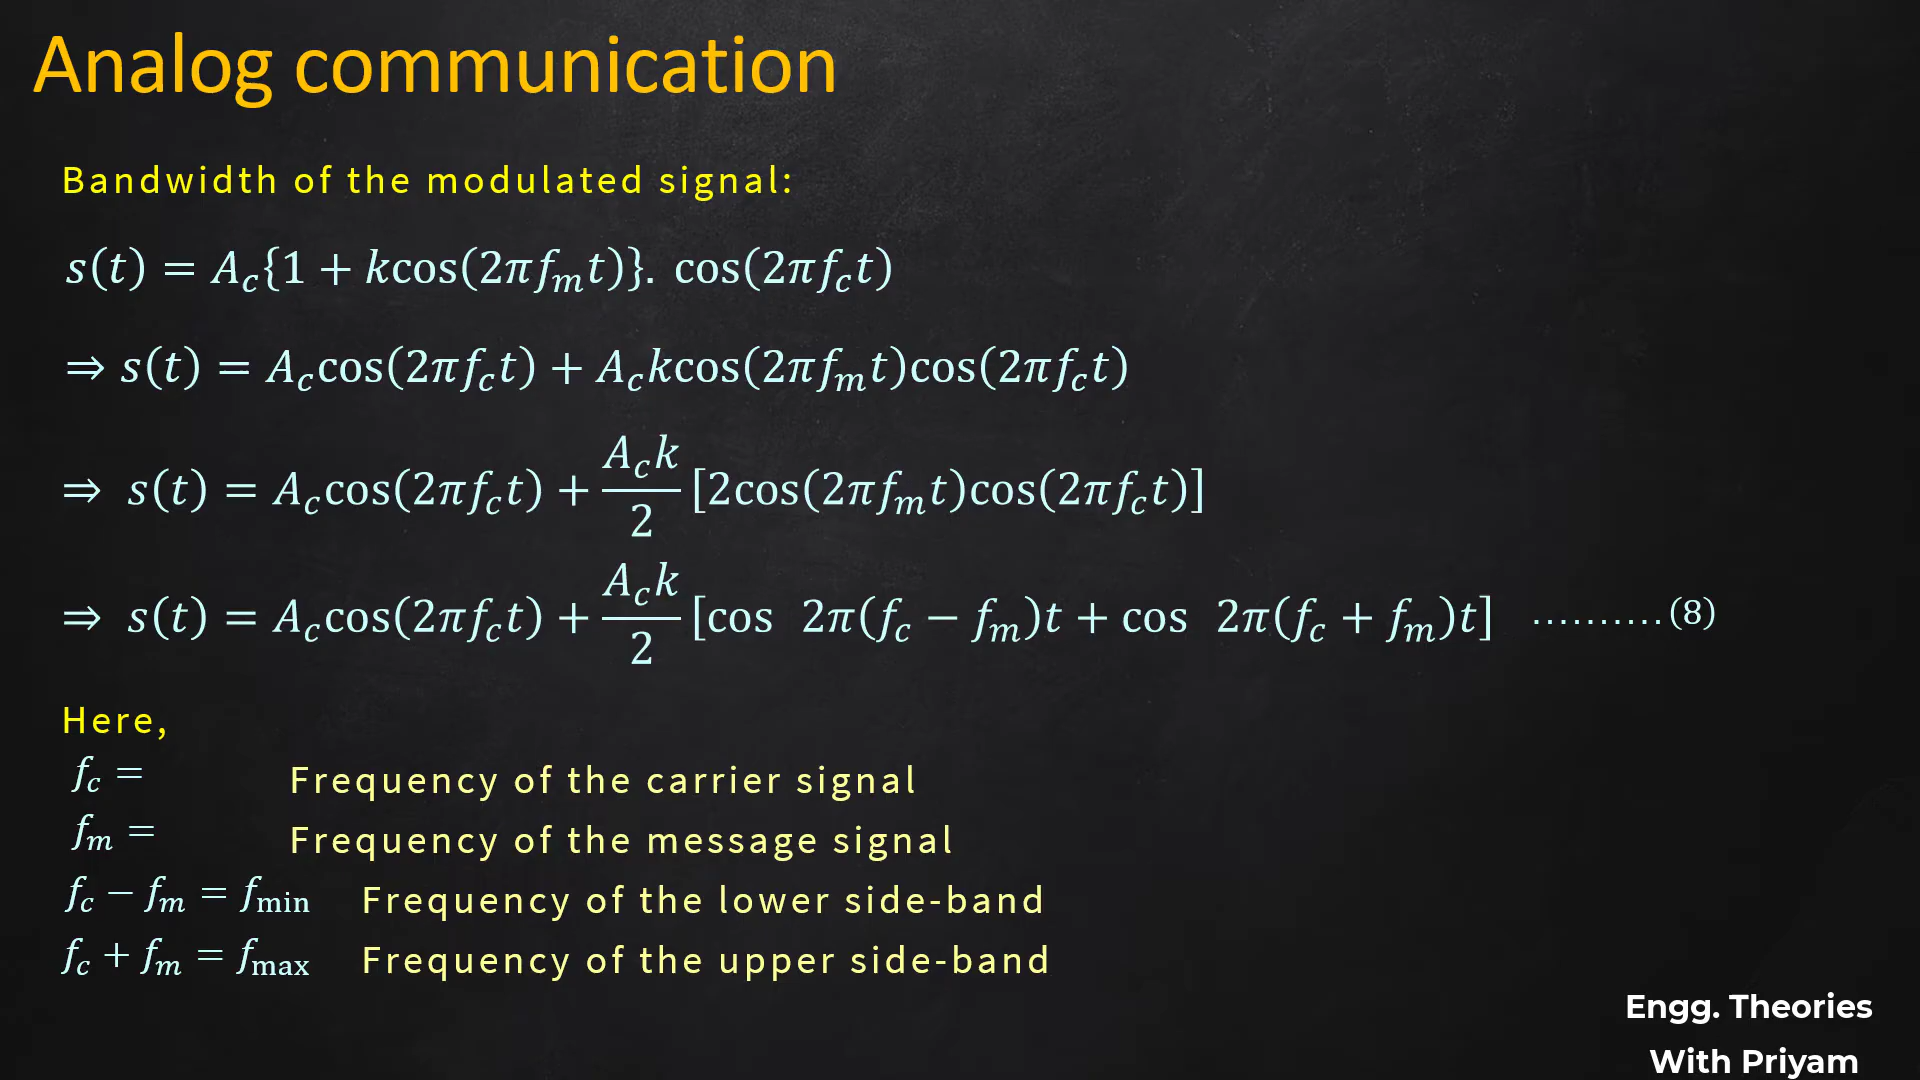 Analog communication
Bandwidth of the modulated signal:
s(t) = A_c{1 + kcos(2πf_mt)}. cos(2πf_ct)
⇒ s(t) = A_ccos(2πf_ct) + A_ckcos(2πf_mt)cos(2πf_ct)
⇒ s(t) = A_ccos(2πf_ct) + A_ck/2 [2cos(2πf_mt)cos(2πf_ct)]
⇒ s(t) = A_ccos(2πf_ct) + A_ck/2 [cos 2π(f_c − f_m)t + cos 2π(f_c + f_m)t] ..........(8)
Here,
f_c = Frequency of the carrier signal
f_m = Frequency of the message signal
f_c − f_m = f_min Frequency of the lower side-band
f_c + f_m = f_max Frequency of the upper side-band
Engg. Theories
With Priyam